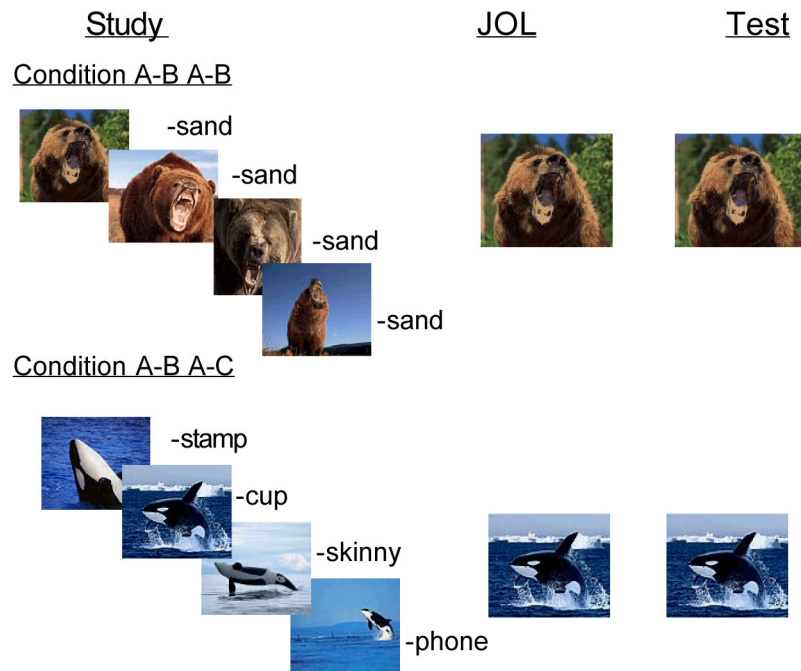 Study
JOL
Test
Condition A-B A-B
-sand
-sand
-sand
-sand
Condition A-B A-C
-stamp
-cup
-skinny
-phone